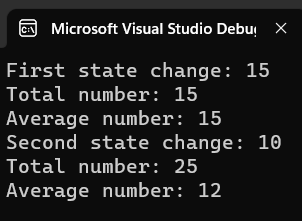 Microsoft Visual Studio Debug
First state change: 15
Total number: 15
Average number: 15
Second state change: 10
Total number: 25
Average number: 12